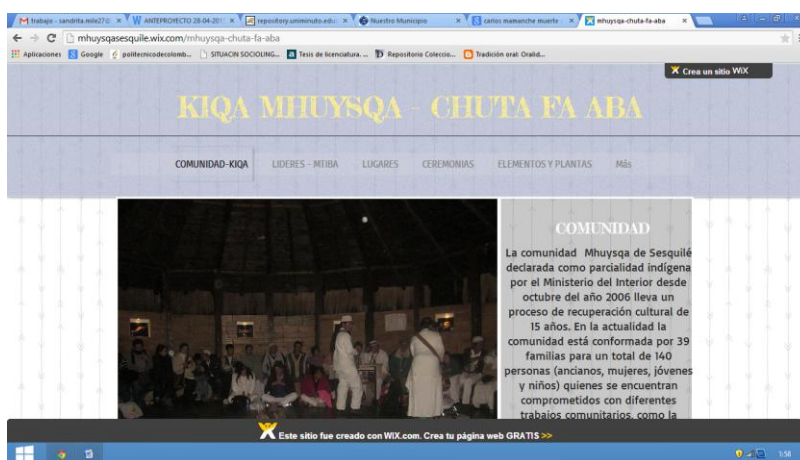 trabajo - sandrita.mile27@
ANTEPROYECTO 28-04-201
repository.uniminuto.edu
Nuestro Municipio
carlos mamanche muerte
mhuysqa-chuta-fa-aba
mhuysqasesquile.wix.com/mhuysqa-chuta-fa-aba
Aplicaciones
Google
politecnicodecolomb...
SITUACIN SOCIOLING...
Tesis de licenciatura. ...
Repositorio Coleccio...
Tradición oral: Oralid...
Crea un sitio WiX
KIQA MHUYSQA - CHUTA FA ABA
COMUNIDAD-KIQA LIDERES - MTIBA LUGARES CEREMONIAS ELEMENTOS Y PLANTAS Más
COMUNIDAD
La comunidad Mhuysqa de Sesquilé
declarada como parcialidad indígena
por el Ministerio del Interior desde
octubre del año 2006 lleva un
proceso de recuperación cultural de
15 años. En la actualidad la
comunidad está conformada por 39
familias para un total de 140
personas (ancianos, mujeres, jóvenes
y niños) quienes se encuentran
comprometidos con diferentes
trabajos comunitarios, como la
Este sitio fue creado con WIX.com. Crea tu página web GRATIS >>
1:58